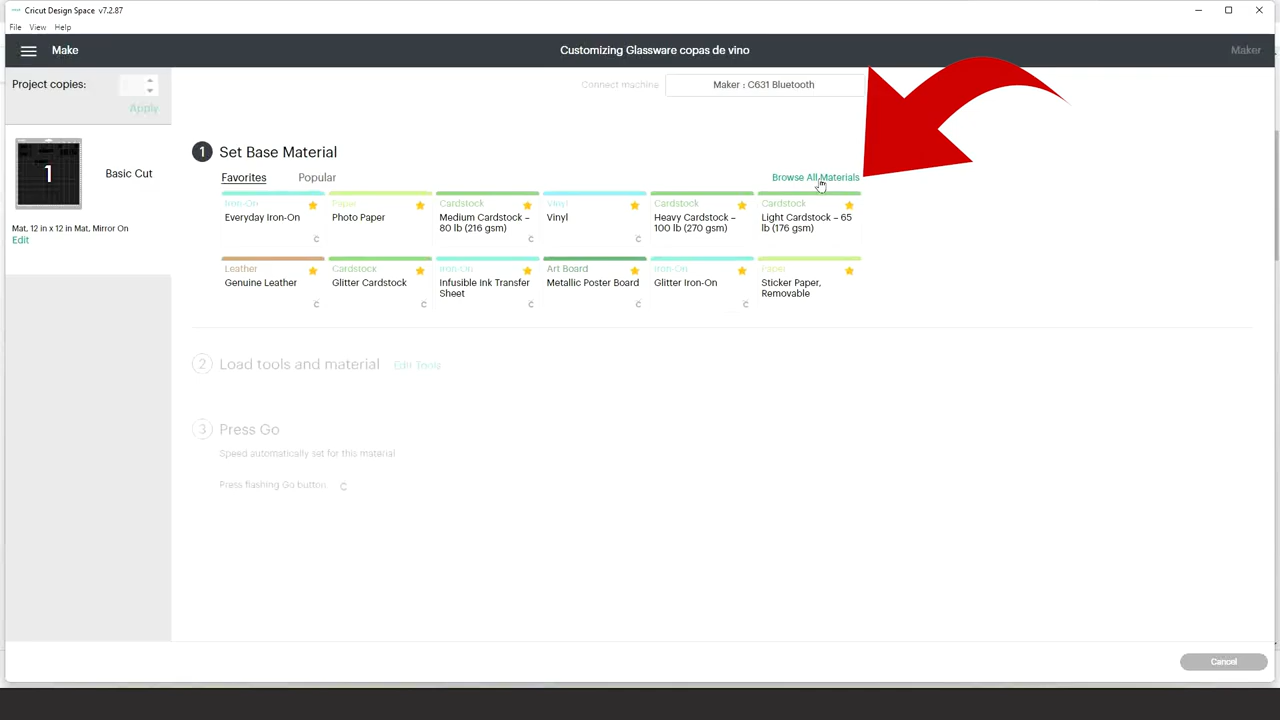 Cricut Design Space v7.2.87
File View Help
Make
Customizing Glassware copas de vino
Maker
Project copies:
Apply
Connect machine
Maker : C631 Bluetooth
1
Basic Cut
Mat, 12 in x 12 in Mat, Mirror On
Edit
1 Set Base Material
Favorites Popular Browse All Materials
Iron-On
Everyday Iron-On
C
Paper
Photo Paper
Cardstock
Medium Cardstock –
80 lb (216 gsm)
C
Vinyl
Vinyl
C
Cardstock
Heavy Cardstock –
100 lb (270 gsm)
Cardstock
Light Cardstock – 65
lb (176 gsm)
Leather
Genuine Leather
C
Cardstock
Glitter Cardstock
C
Iron-On
Infusible Ink Transfer
Sheet
C
Art Board
Metallic Poster Board
C
Iron-On
Glitter Iron-On
C
Paper
Sticker Paper,
Removable
2 Load tools and material Edit Tools
3 Press Go
Speed automatically set for this material
Press flashing Go button. C
Cancel